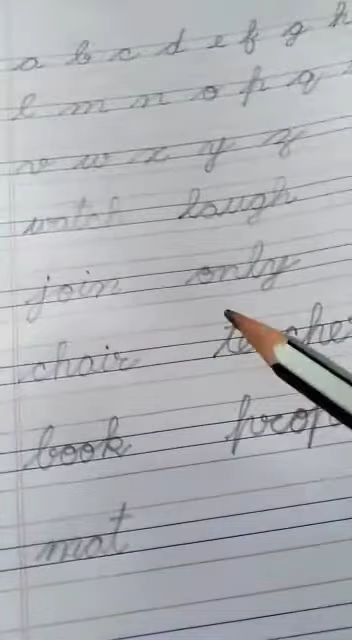 a b c d e f g h
l m n o p q
v w x y z
watch laugh
join only
chair
book
mat